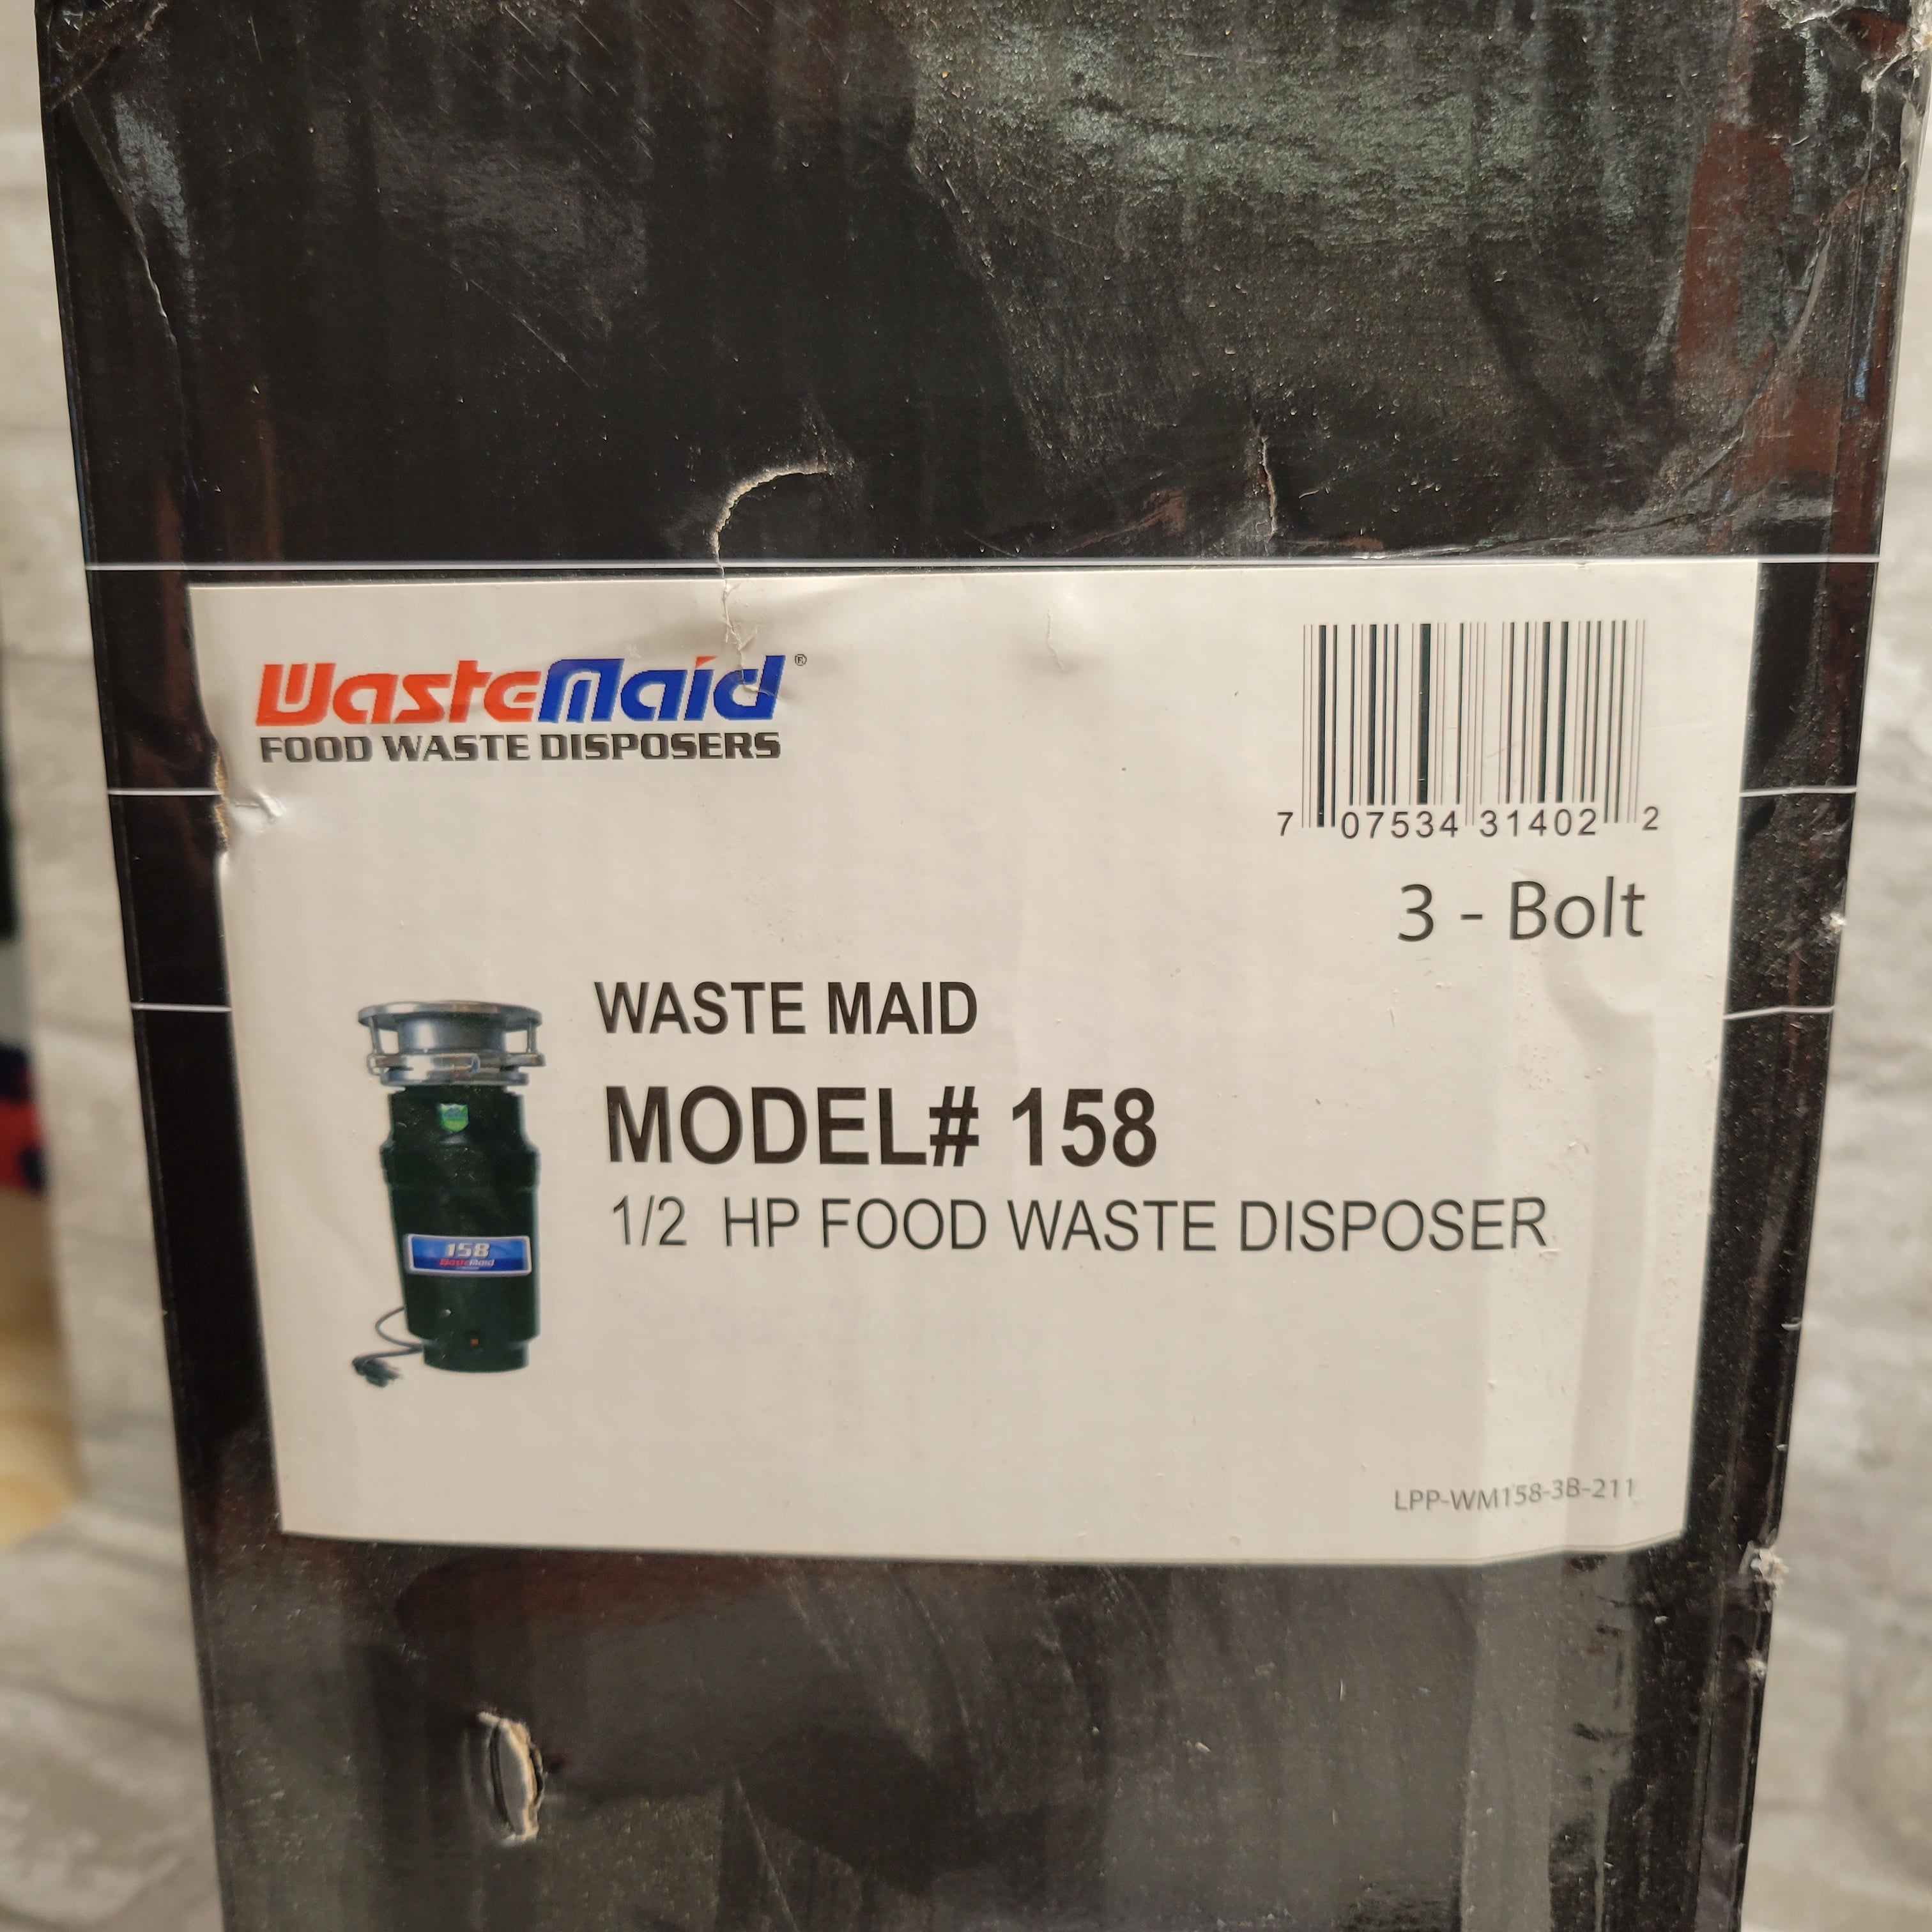 WasteMaid®
FOOD WASTE DISPOSERS
7 07534 31402 2
3 - Bolt
WASTE MAID
MODEL# 158
1/2 HP FOOD WASTE DISPOSER
158
WasteMaid
LPP-WM158-3B-211